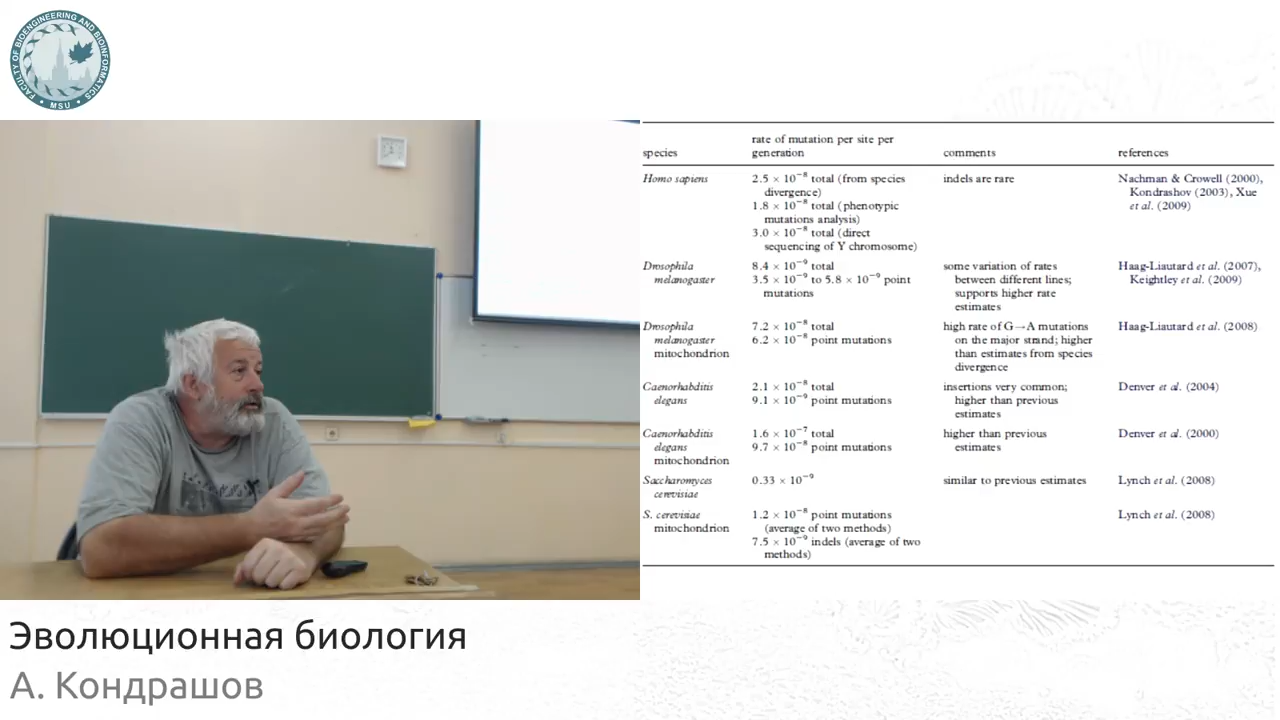 FACULTY OF BIOENGINEERING AND BIOINFORMATICS
• MSU •
species
rate of mutation per site per
generation
comments
references
Homo sapiens
2.5 × 10⁻⁸ total (from species
divergence)
1.8 × 10⁻⁸ total (phenotypic
mutations analysis)
3.0 × 10⁻⁸ total (direct
sequencing of Y chromosome)
indels are rare
Nachman & Crowell (2000),
Kondrashov (2003), Xue
et al. (2009)
Drosophila
melanogaster
8.4 × 10⁻⁹ total
3.5 × 10⁻⁹ to 5.8 × 10⁻⁹ point
mutations
some variation of rates
between different lines;
supports higher rate
estimates
Haag-Liautard et al. (2007),
Keightley et al. (2009)
Drosophila
melanogaster
mitochondrion
7.2 × 10⁻⁸ total
6.2 × 10⁻⁸ point mutations
high rate of G→A mutations
on the major strand; higher
than estimates from species
divergence
Haag-Liautard et al. (2008)
Caenorhabditis
elegans
2.1 × 10⁻⁸ total
9.1 × 10⁻⁹ point mutations
insertions very common;
higher than previous
estimates
Denver et al. (2004)
Caenorhabditis
elegans
mitochondrion
1.6 × 10⁻⁷ total
9.7 × 10⁻⁸ point mutations
higher than previous
estimates
Denver et al. (2000)
Saccharomyces
cerevisiae
0.33 × 10⁻⁹
similar to previous estimates
Lynch et al. (2008)
S. cerevisiae
mitochondrion
1.2 × 10⁻⁸ point mutations
(average of two methods)
7.5 × 10⁻⁹ indels (average of two
methods)
Lynch et al. (2008)
Эволюционная биология
А. Кондрашов